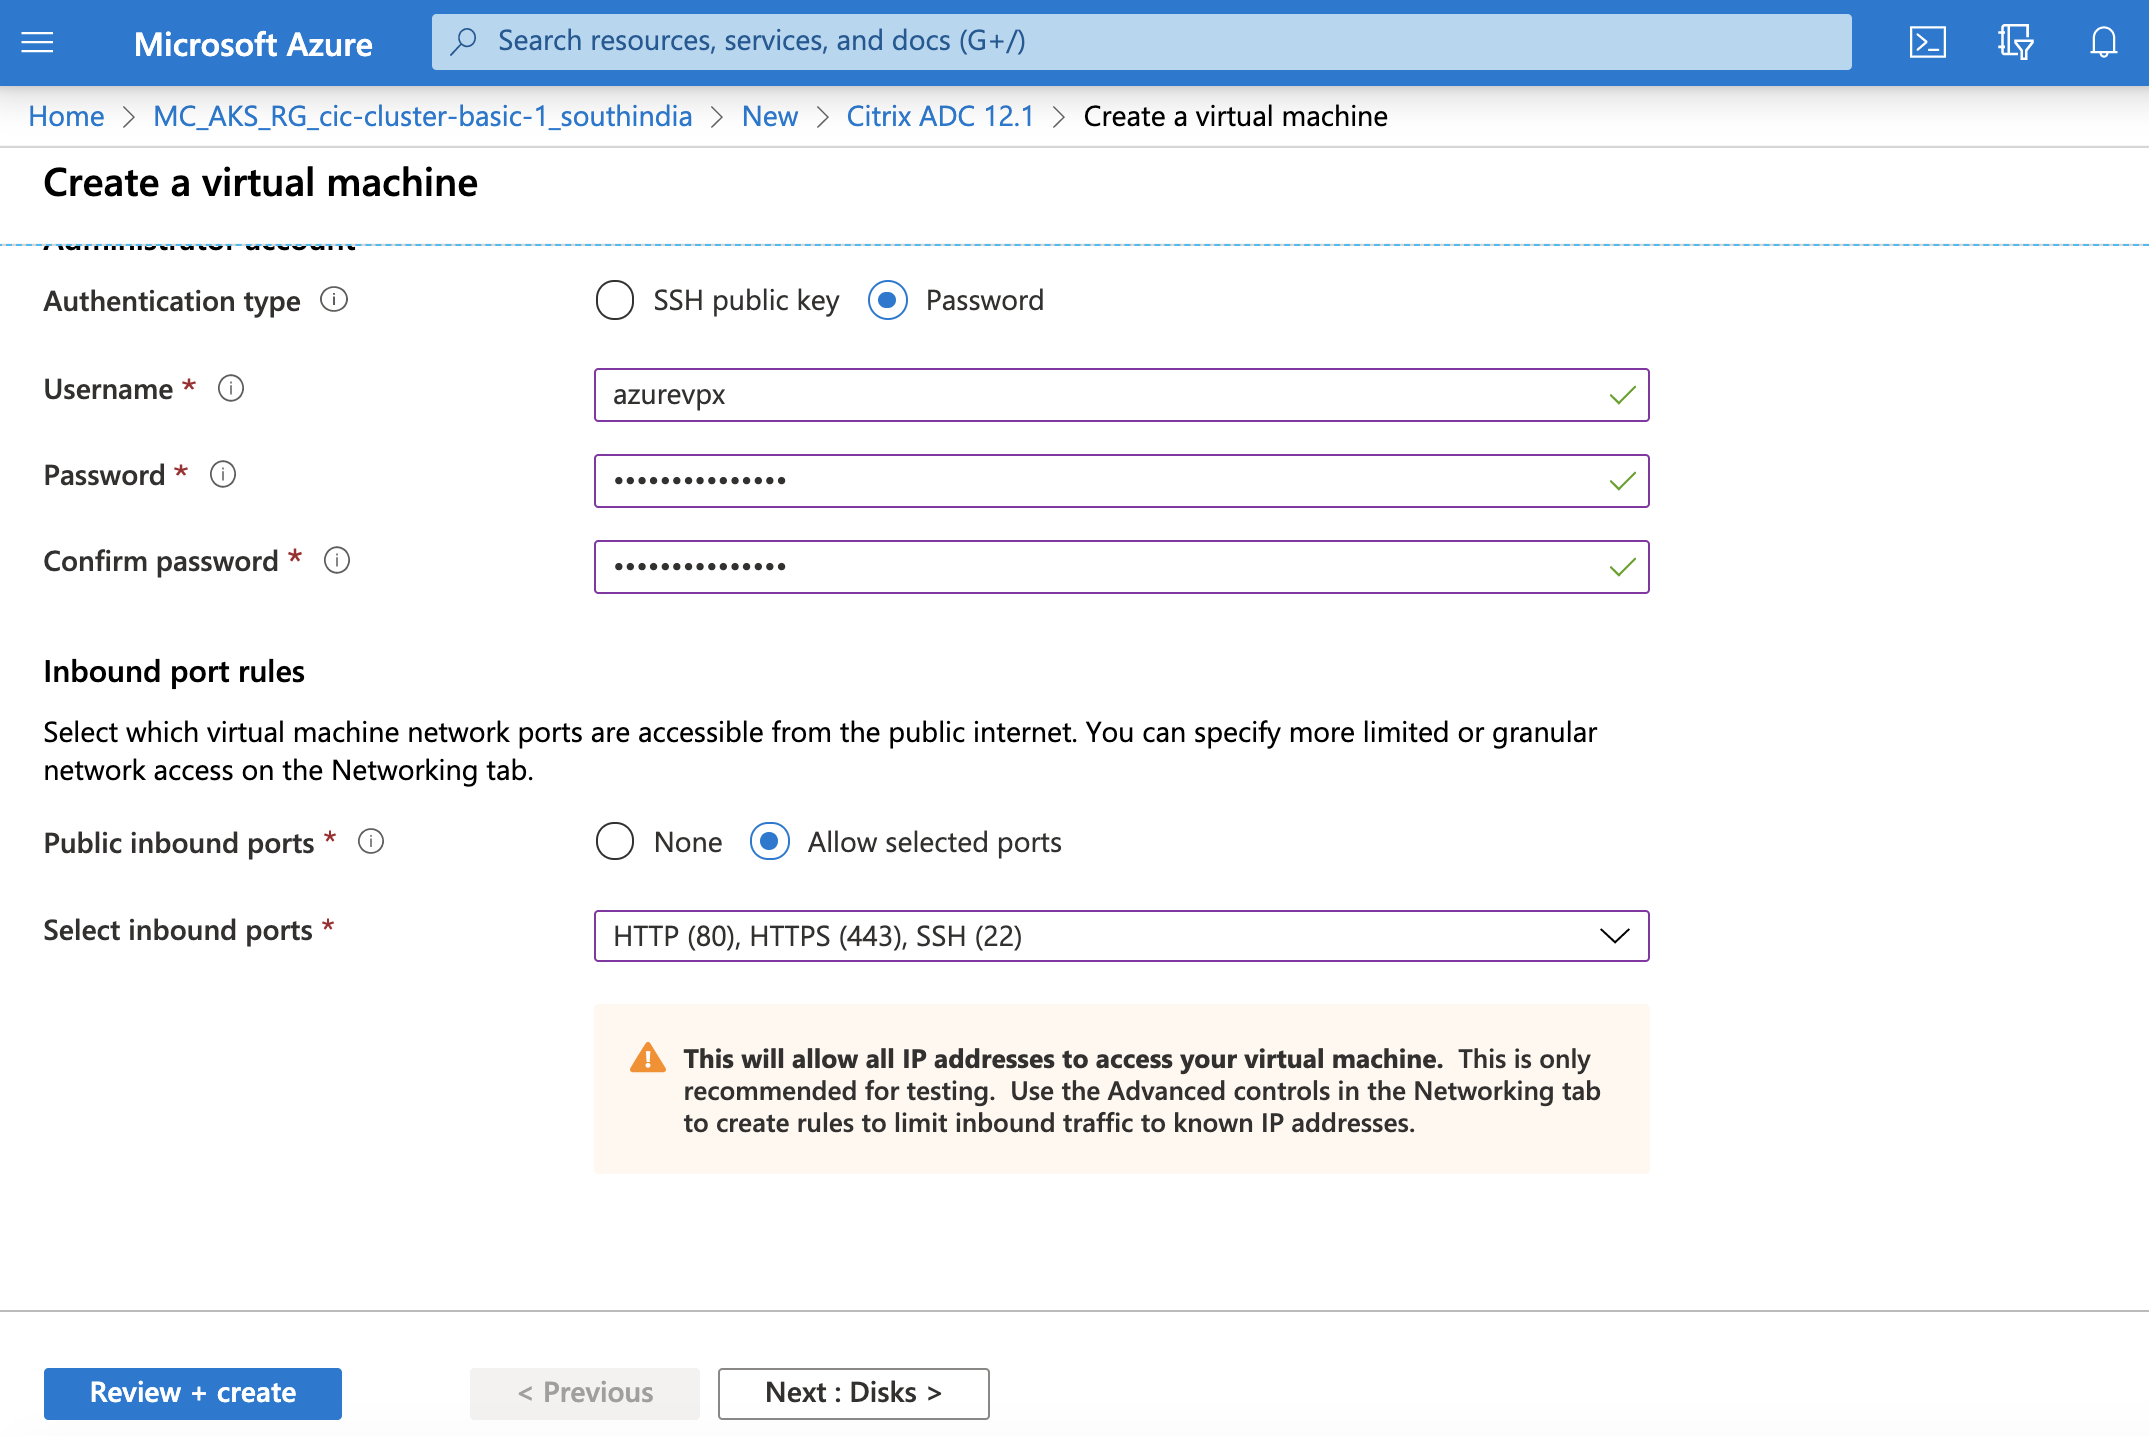 Microsoft Azure
Search resources, services, and docs (G+/)
Home > MC_AKS_RG_cic-cluster-basic-1_southindia > New > Citrix ADC 12.1 > Create a virtual machine
Create a virtual machine
Administrator account
Authentication type
SSH public key
Password
Username *
azurevpx
Password *
•••••••••••••••
Confirm password *
•••••••••••••••
Inbound port rules
Select which virtual machine network ports are accessible from the public internet. You can specify more limited or granular
network access on the Networking tab.
Public inbound ports *
None
Allow selected ports
Select inbound ports *
HTTP (80), HTTPS (443), SSH (22)
This will allow all IP addresses to access your virtual machine. This is only
recommended for testing. Use the Advanced controls in the Networking tab
to create rules to limit inbound traffic to known IP addresses.
Review + create
< Previous
Next : Disks >